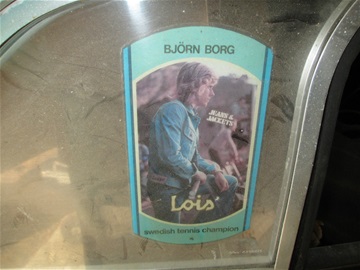 BJÖRN BORG
JEANS &
JACKETS
Lois
swedish tennis champion